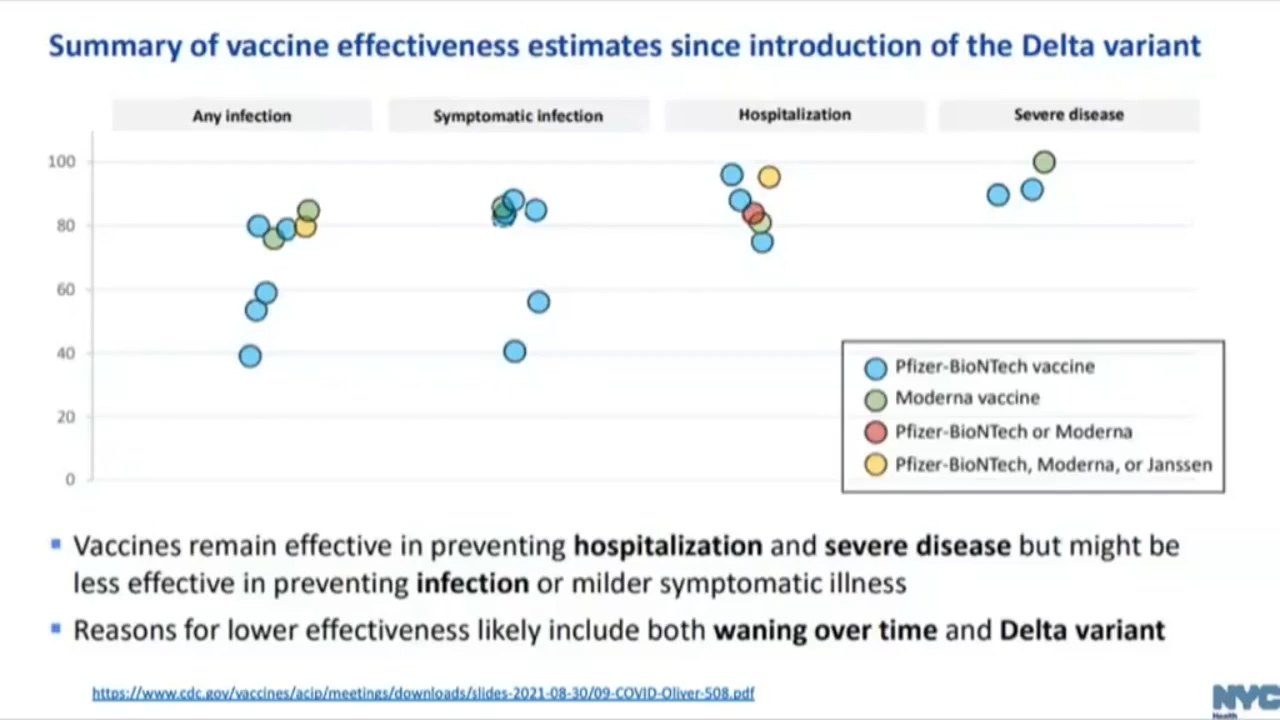 Summary of vaccine effectiveness estimates since introduction of the Delta variant
Any infection
Symptomatic infection
Hospitalization
Severe disease
100
80
60
40
20
0
Pfizer-BioNTech vaccine
Moderna vaccine
Pfizer-BioNTech or Moderna
Pfizer-BioNTech, Moderna, or Janssen
Vaccines remain effective in preventing hospitalization and severe disease but might be
less effective in preventing infection or milder symptomatic illness
Reasons for lower effectiveness likely include both waning over time and Delta variant
https://www.cdc.gov/vaccines/acip/meetings/downloads/slides-2021-08-30/09-COVID-Oliver-508.pdf
NYC
Health